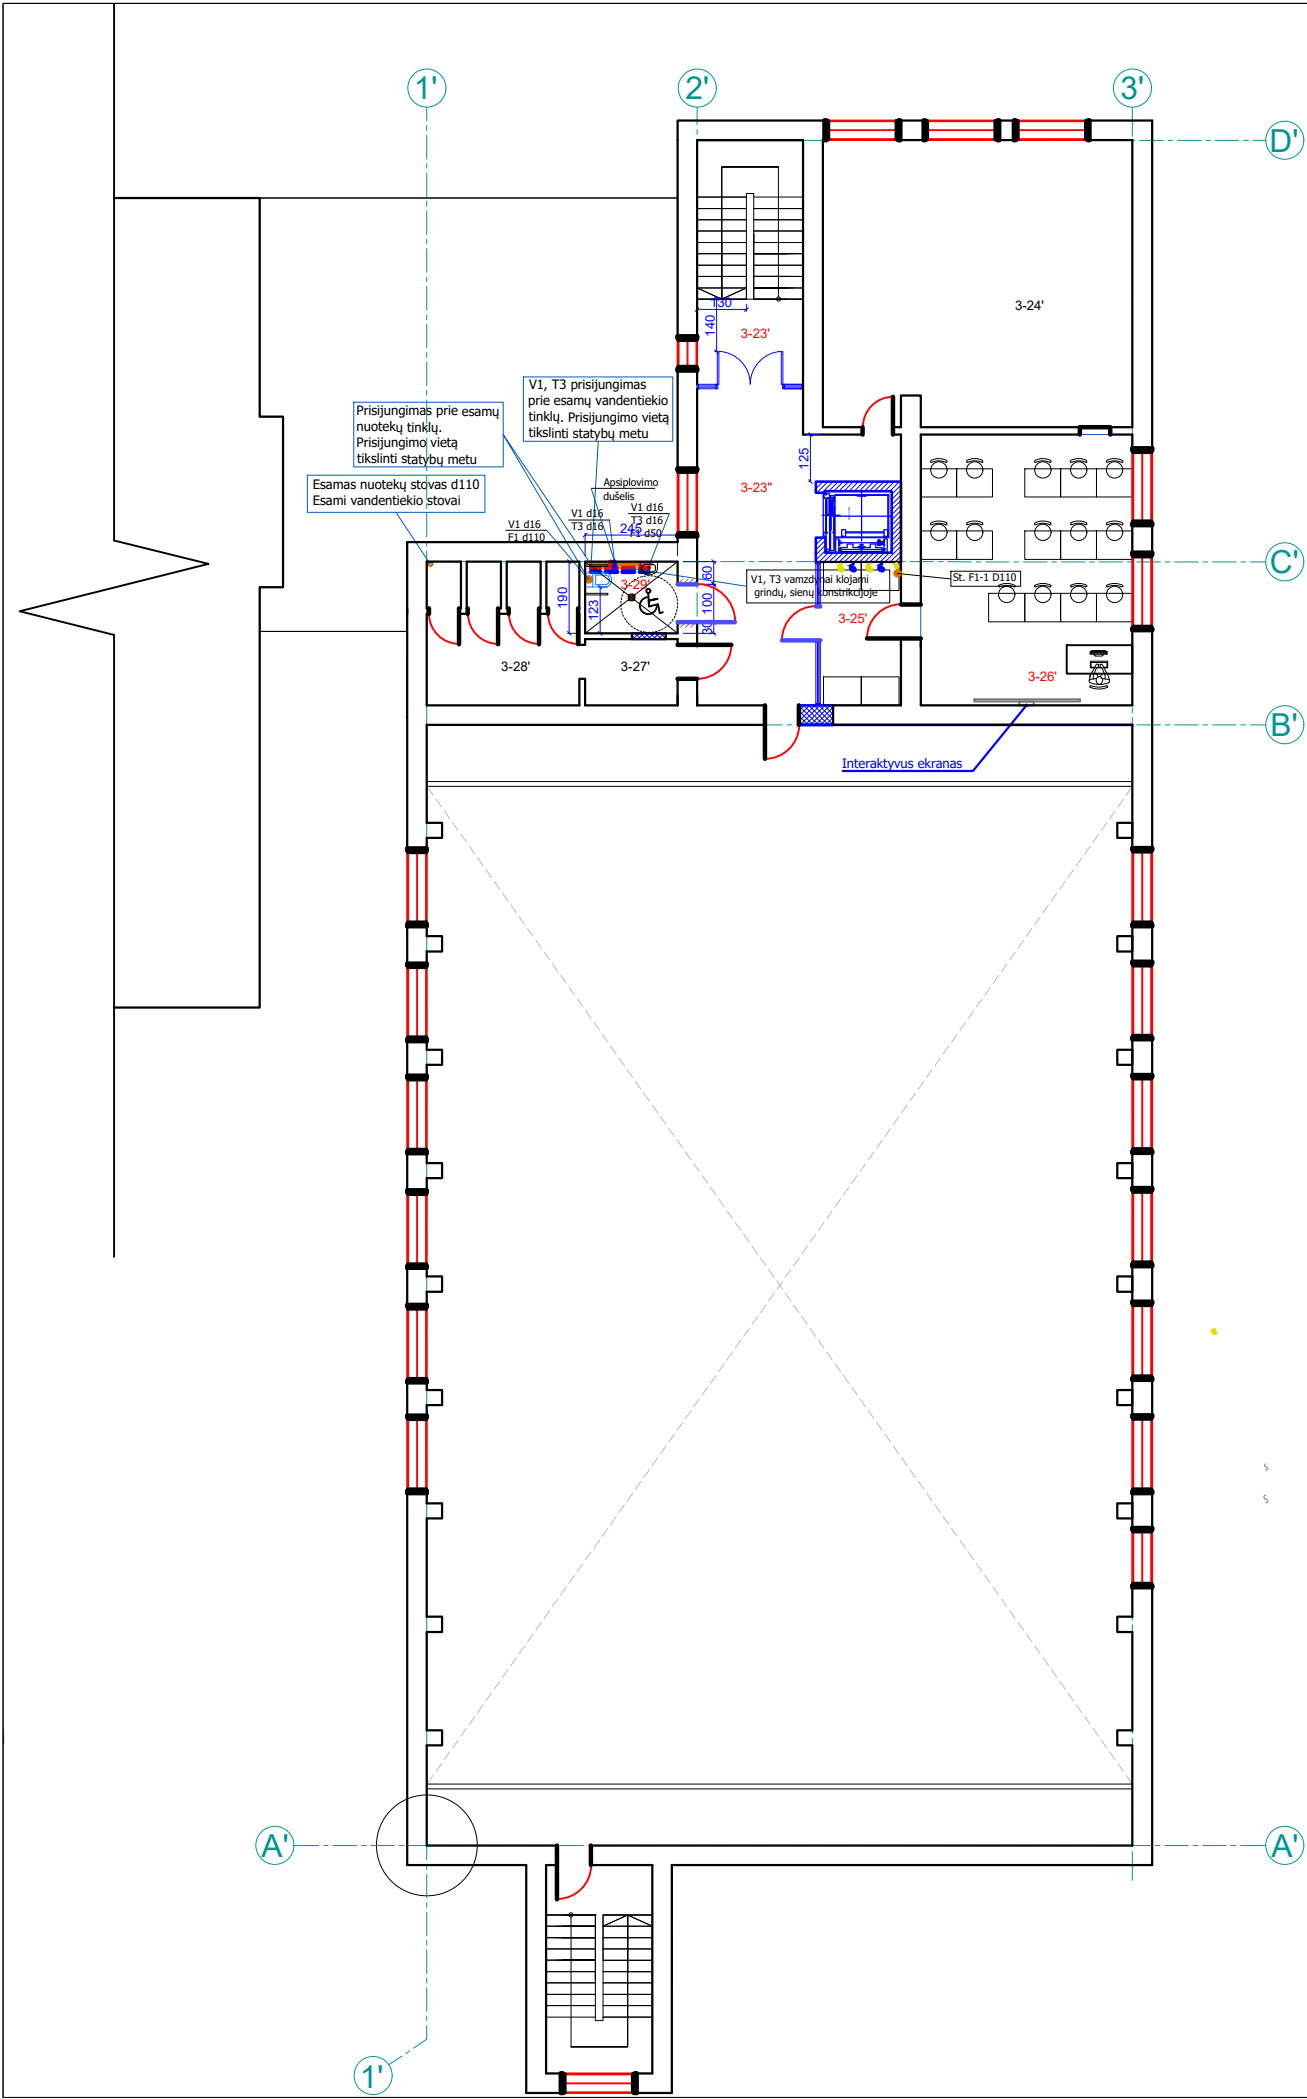 1'
2'
3'
D'
3-24'
130
140
3-23'
V1, T3 prisijungimas
prie esamų vandentiekio
tinklų. Prisijungimo vietą
tikslinti statybų metu
Prisijungimas prie esamų
nuotekų tinklų.
Prisijungimo vietą
tikslinti statybų metu
125
Esamas nuotekų stovas d110
Esami vandentiekio stovai
Apsiplovimo
dušelis
3-23"
V1 d16
T3 d16
F1 d50
V1 d16
T3 d16
V1 d16
F1 d110
245
C'
60
3-29'
V1, T3 vamzdynai klojami
grindų, sienų konstrikcijoje
St. F1-1 D110
190
123
100
30
3-25'
3-28'
3-27'
3-26'
B'
Interaktyvus ekranas
A'
A'
1'